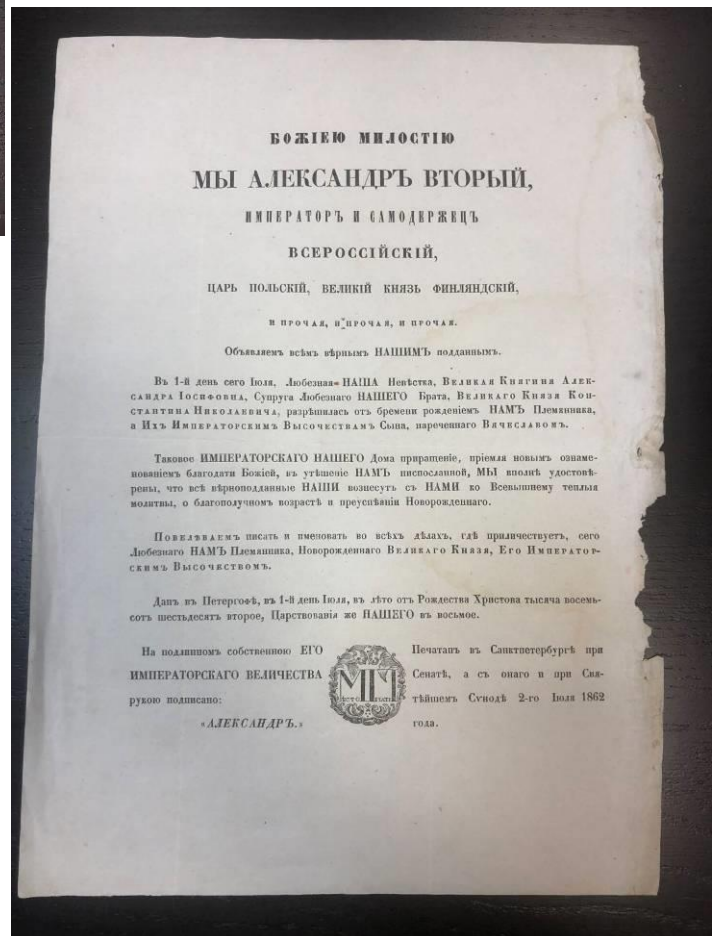 БОЖІЕЮ МИЛОСТІЮ
МЫ АЛЕКСАНДРЪ ВТОРЫЙ,
ИМПЕРАТОРЪ И САМОДЕРЖЕЦЪ
ВСЕРОССІЙСКІЙ,
ЦАРЬ ПОЛЬСКІЙ, ВЕЛИКІЙ КНЯЗЬ ФИНЛЯНДСКІЙ,
И ПРОЧАЯ, И ПРОЧАЯ, И ПРОЧАЯ.
Объявляемъ всѣмъ вѣрнымъ НАШИМЪ подданнымъ.
Въ 1-й день сего Іюля, Любезная НАША Невѣстка, Великая Княгиня Алек-
сандра Іосифовна, Супруга Любезнаго НАШЕГО Брата, Великаго Князя Кон-
стантина Николаевича, разрѣшилась отъ бремени рожденіемъ НАМЪ Племянника,
а Ихъ Императорскимъ Высочествамъ Сына, нареченнаго Вячеславомъ.
Таковое ИМПЕРАТОРСКАГО НАШЕГО Дома приращеніе, пріемля новымъ ознаме-
нованіемъ благодати Божіей, въ утѣшеніе НАМЪ ниспосланной, МЫ вполнѣ удостовѣ-
рены, что всѣ вѣрноподданные НАШИ вознесутъ съ НАМИ ко Всевышнему теплыя
молитвы, о благополучномъ возрастѣ и преуспѣяніи Новорожденнаго.
Повелѣваемъ писать и именовать во всѣхъ дѣлахъ, гдѣ приличествуетъ, сего
Любезнаго НАМЪ Племянника, Новорожденнаго Великаго Князя, Его Император-
скимъ Высочествомъ.
Данъ въ Петергофѣ, въ 1-й день Іюля, въ лѣто отъ Рождества Христова тысяча восемь-
сотъ шестьдесятъ второе, Царствованія же НАШЕГО въ восьмое.
На подлинномъ собственною ЕГО
ИМПЕРАТОРСКАГО ВЕЛИЧЕСТВА
рукою подписано:
«АЛЕКСАНДРЪ.»
Печатанъ въ Санктпетербургѣ при
Сенатѣ, а съ онаго и при Свя-
тѣйшемъ Сѵнодѣ 2-го Іюля 1862
года.